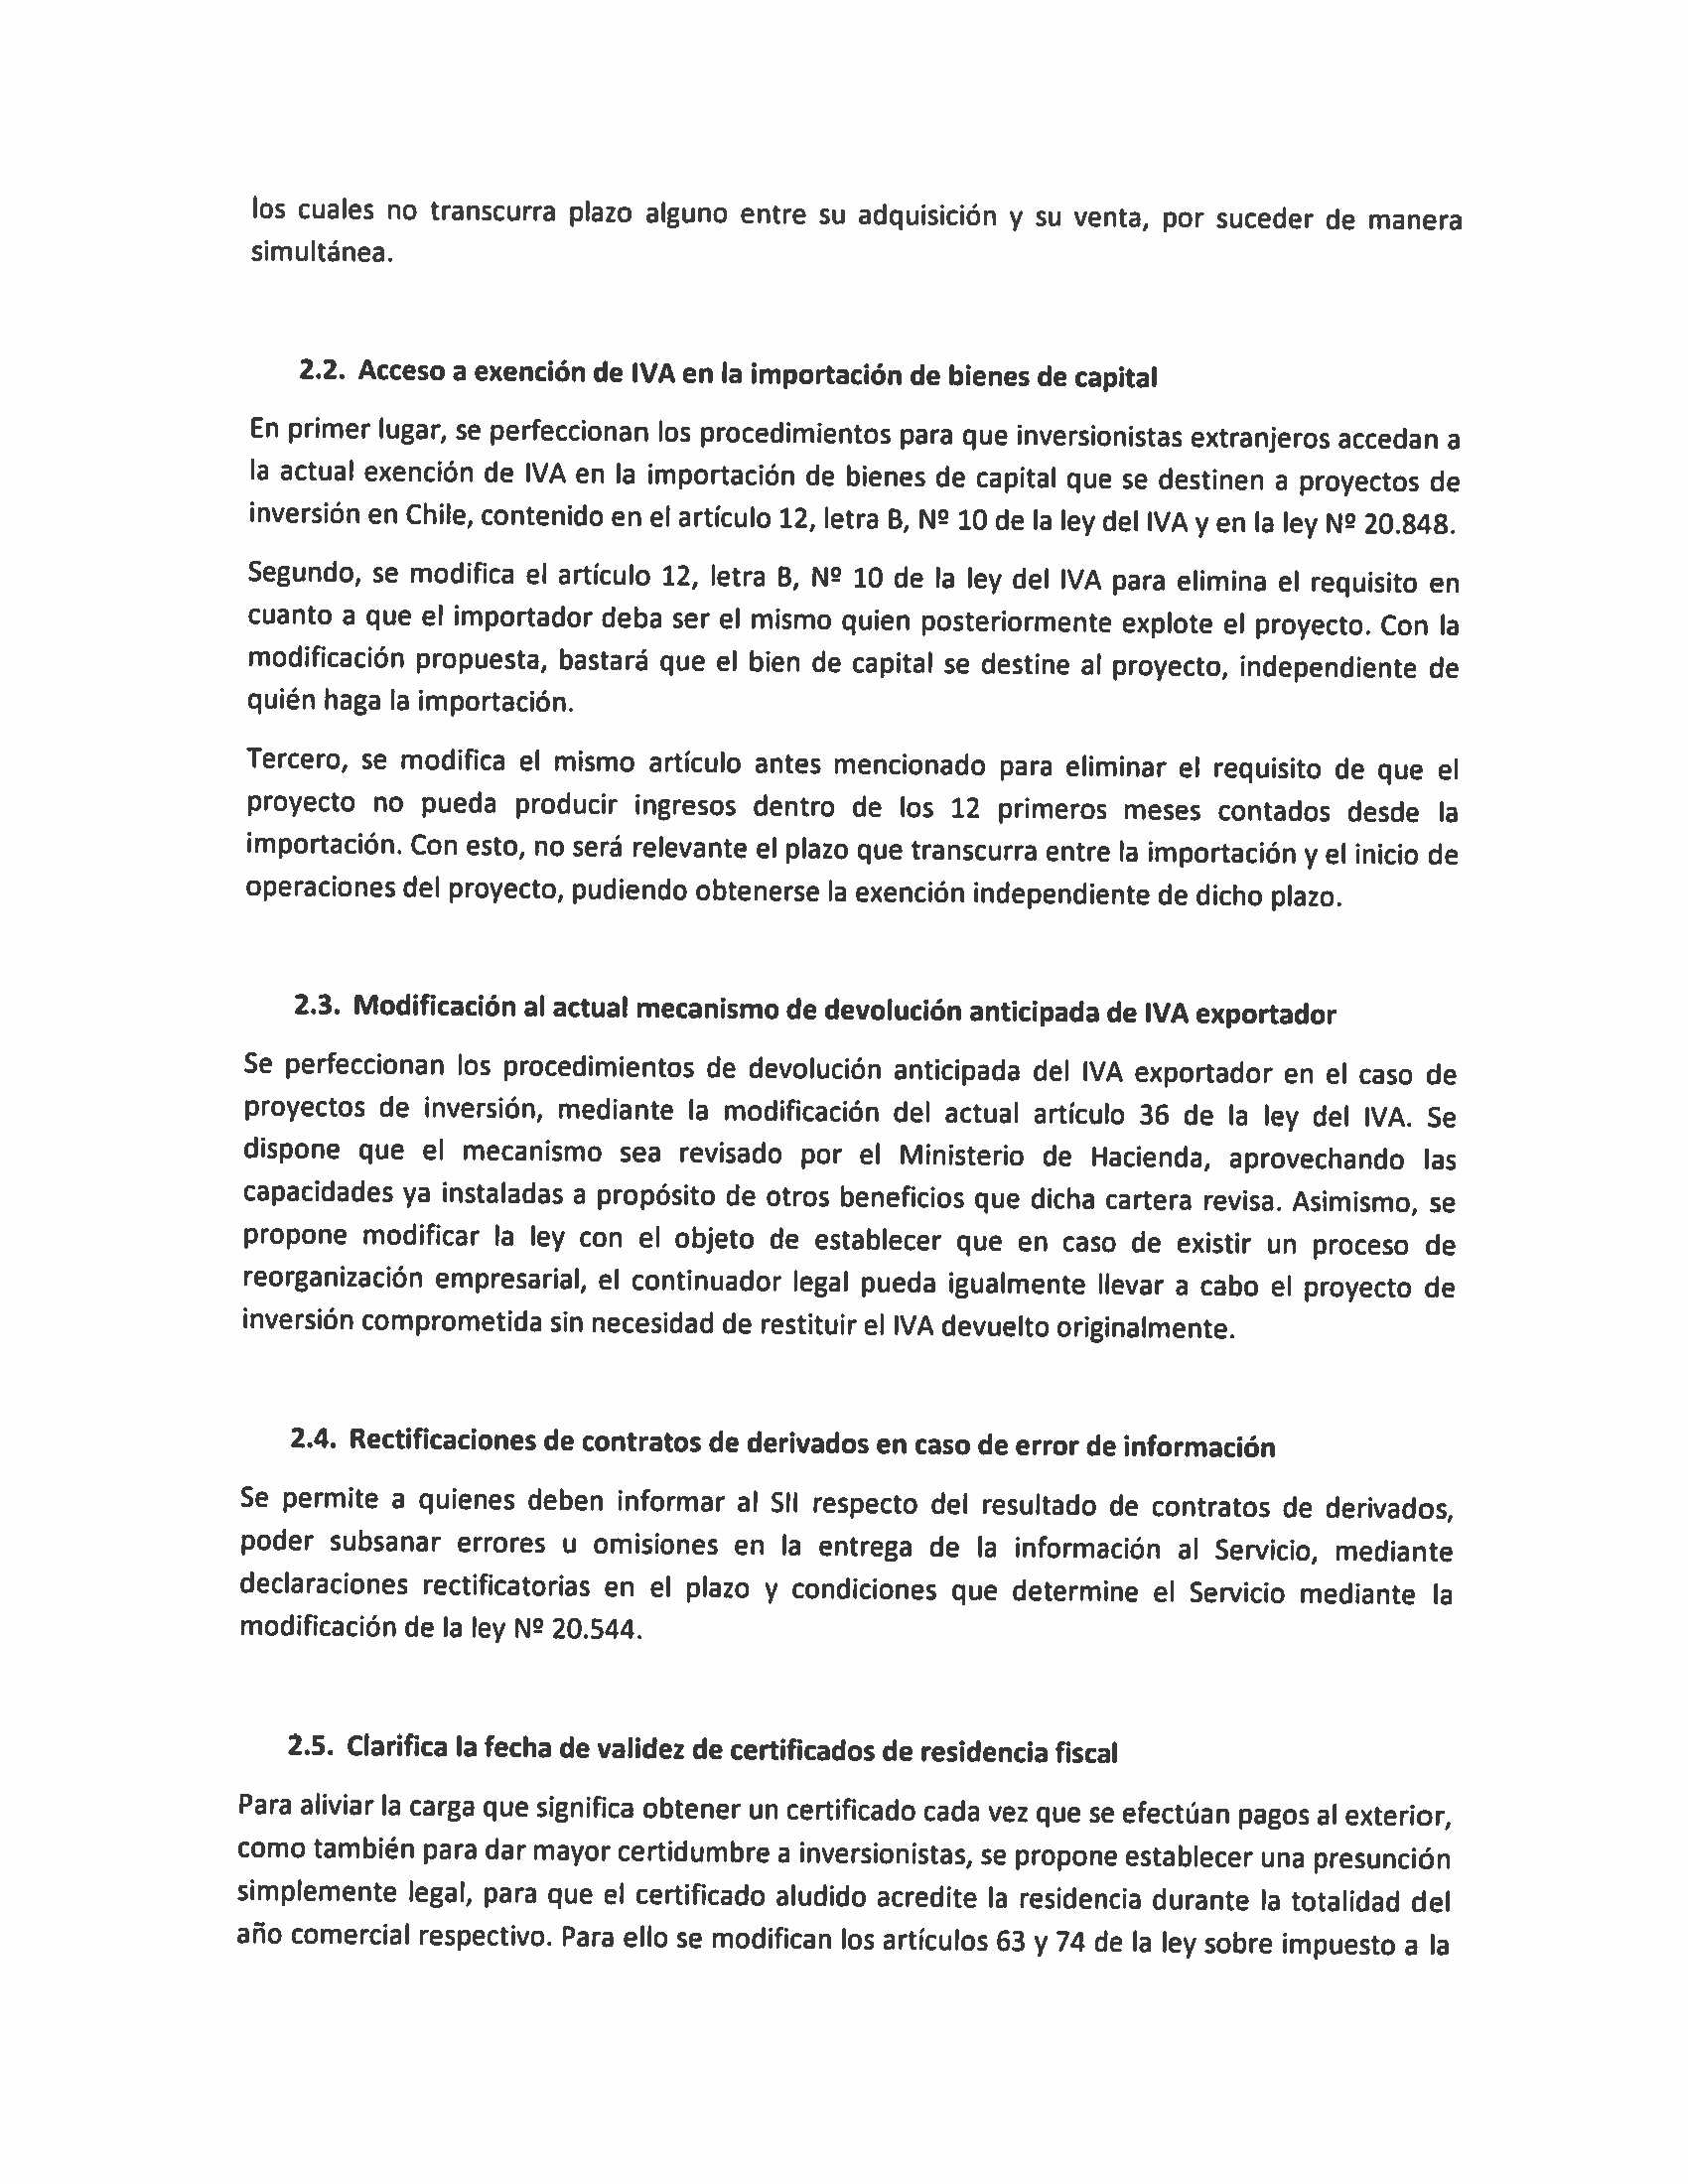 los cuales no transcurra plazo alguno entre su adquisición y su venta, por suceder de manera
simultánea.
2.2. Acceso a exención de IVA en la importación de bienes de capital
En primer lugar, se perfeccionan los procedimientos para que inversionistas extranjeros accedan a
la actual exención de IVA en la importación de bienes de capital que se destinen a proyectos de
inversión en Chile, contenido en el artículo 12, letra B, Nº 10 de la ley del IVA y en la ley Nº 20.848.
Segundo, se modifica el artículo 12, letra B, Nº 10 de la ley del IVA para elimina el requisito en
cuanto a que el importador deba ser el mismo quien posteriormente explote el proyecto. Con la
modificación propuesta, bastará que el bien de capital se destine al proyecto, independiente de
quién haga la importación.
Tercero, se modifica el mismo artículo antes mencionado para eliminar el requisito de que el
proyecto no pueda producir ingresos dentro de los 12 primeros meses contados desde la
importación. Con esto, no será relevante el plazo que transcurra entre la importación y el inicio de
operaciones del proyecto, pudiendo obtenerse la exención independiente de dicho plazo.
2.3. Modificación al actual mecanismo de devolución anticipada de IVA exportador
Se perfeccionan los procedimientos de devolución anticipada del IVA exportador en el caso de
proyectos de inversión, mediante la modificación del actual artículo 36 de la ley del IVA. Se
dispone que el mecanismo sea revisado por el Ministerio de Hacienda, aprovechando las
capacidades ya instaladas a propósito de otros beneficios que dicha cartera revisa. Asimismo, se
propone modificar la ley con el objeto de establecer que en caso de existir un proceso de
reorganización empresarial, el continuador legal pueda igualmente llevar a cabo el proyecto de
inversión comprometida sin necesidad de restituir el IVA devuelto originalmente.
2.4. Rectificaciones de contratos de derivados en caso de error de información
Se permite a quienes deben informar al SII respecto del resultado de contratos de derivados,
poder subsanar errores u omisiones en la entrega de la información al Servicio, mediante
declaraciones rectificatorias en el plazo y condiciones que determine el Servicio mediante la
modificación de la ley Nº 20.544.
2.5. Clarifica la fecha de validez de certificados de residencia fiscal
Para aliviar la carga que significa obtener un certificado cada vez que se efectúan pagos al exterior,
como también para dar mayor certidumbre a inversionistas, se propone establecer una presunción
simplemente legal, para que el certificado aludido acredite la residencia durante la totalidad del
año comercial respectivo. Para ello se modifican los artículos 63 y 74 de la ley sobre impuesto a la